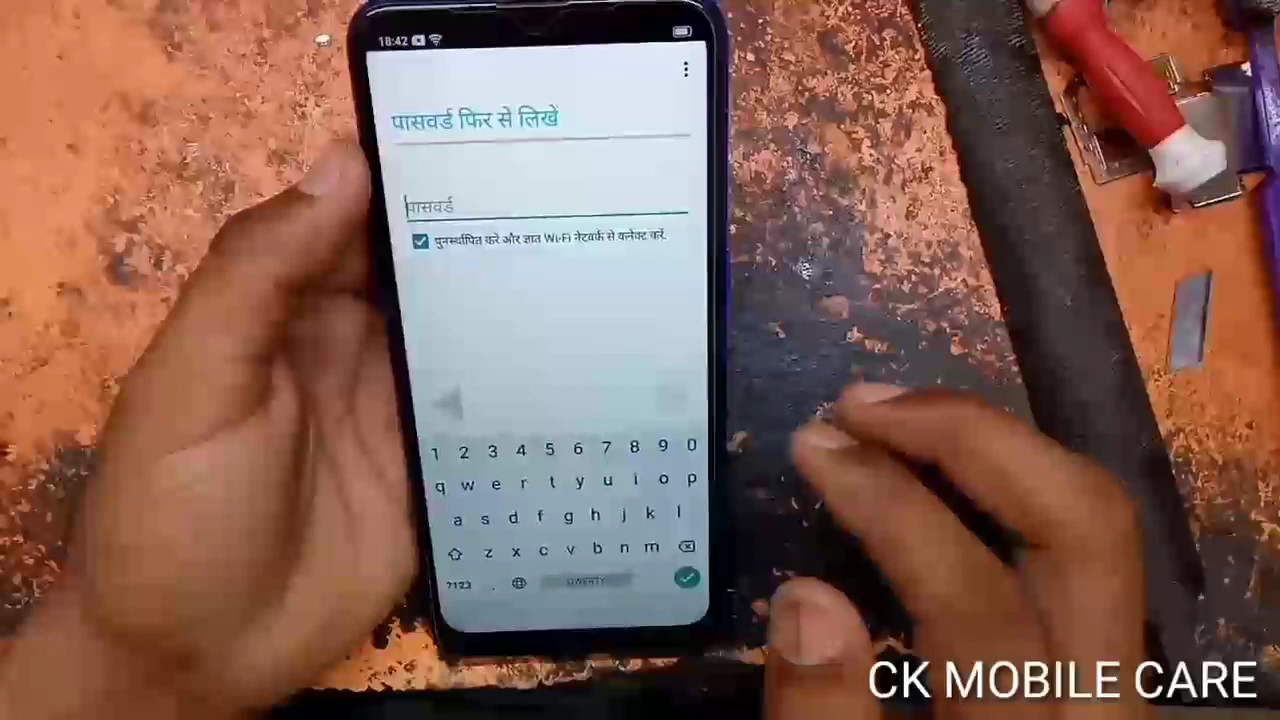 18:42
पासवर्ड फिर से लिखें
पासवर्ड
पुनर्स्थापित करें और ज्ञात Wi-Fi नेटवर्क से कनेक्ट करें.
1 2 3 4 5 6 7 8 9 0
q w e r t y u i o p
a s d f g h j k l
z x c v b n m
?123 . QWERTY
CK MOBILE CARE